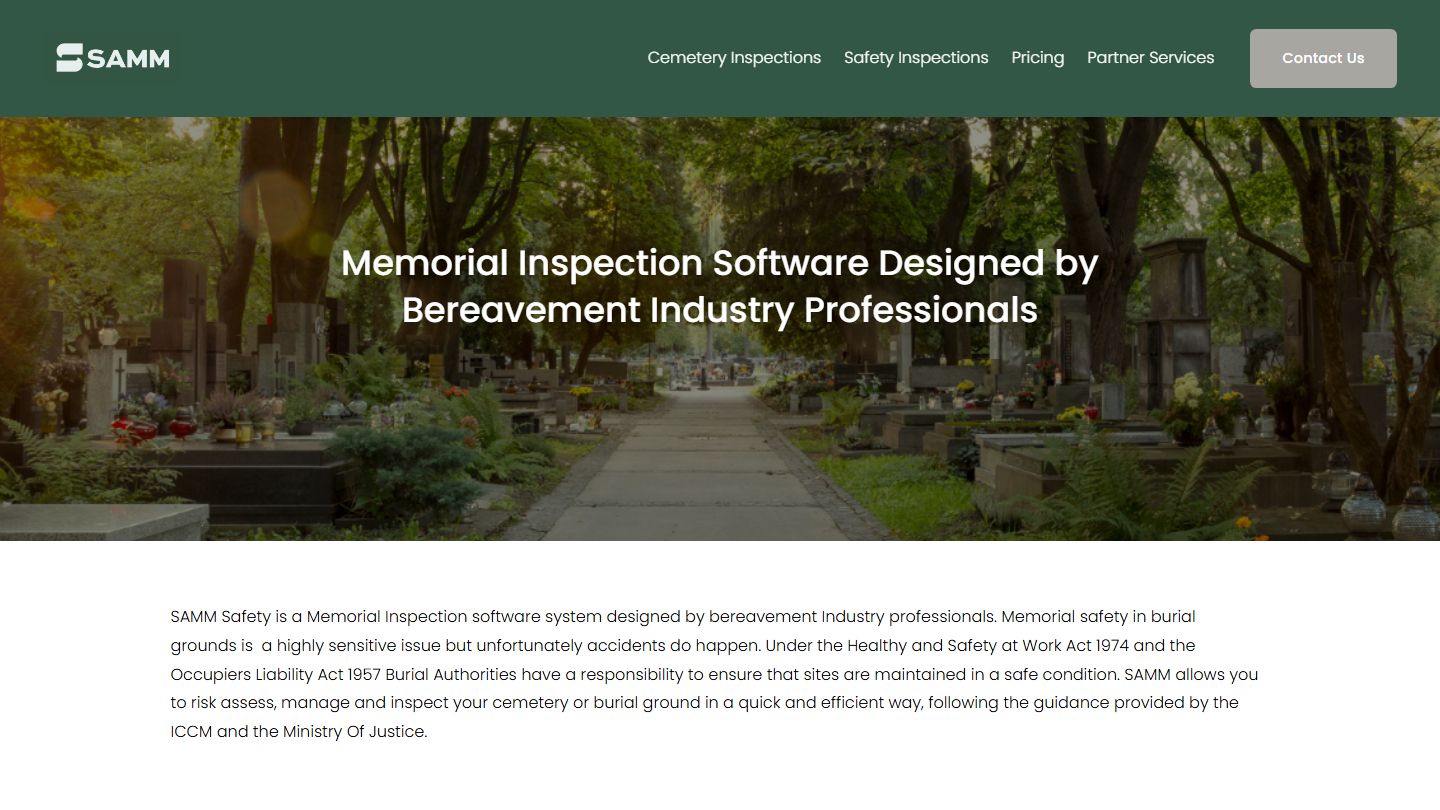 SAMM
Cemetery Inspections
Safety Inspections
Pricing
Partner Services
Contact Us
Memorial Inspection Software Designed by
Bereavement Industry Professionals
SAMM Safety is a Memorial Inspection software system designed by bereavement Industry professionals. Memorial safety in burial
grounds is  a highly sensitive issue but unfortunately accidents do happen. Under the Healthy and Safety at Work Act 1974 and the
Occupiers Liability Act 1957 Burial Authorities have a responsibility to ensure that sites are maintained in a safe condition. SAMM allows you
to risk assess, manage and inspect your cemetery or burial ground in a quick and efficient way, following the guidance provided by the
ICCM and the Ministry Of Justice.